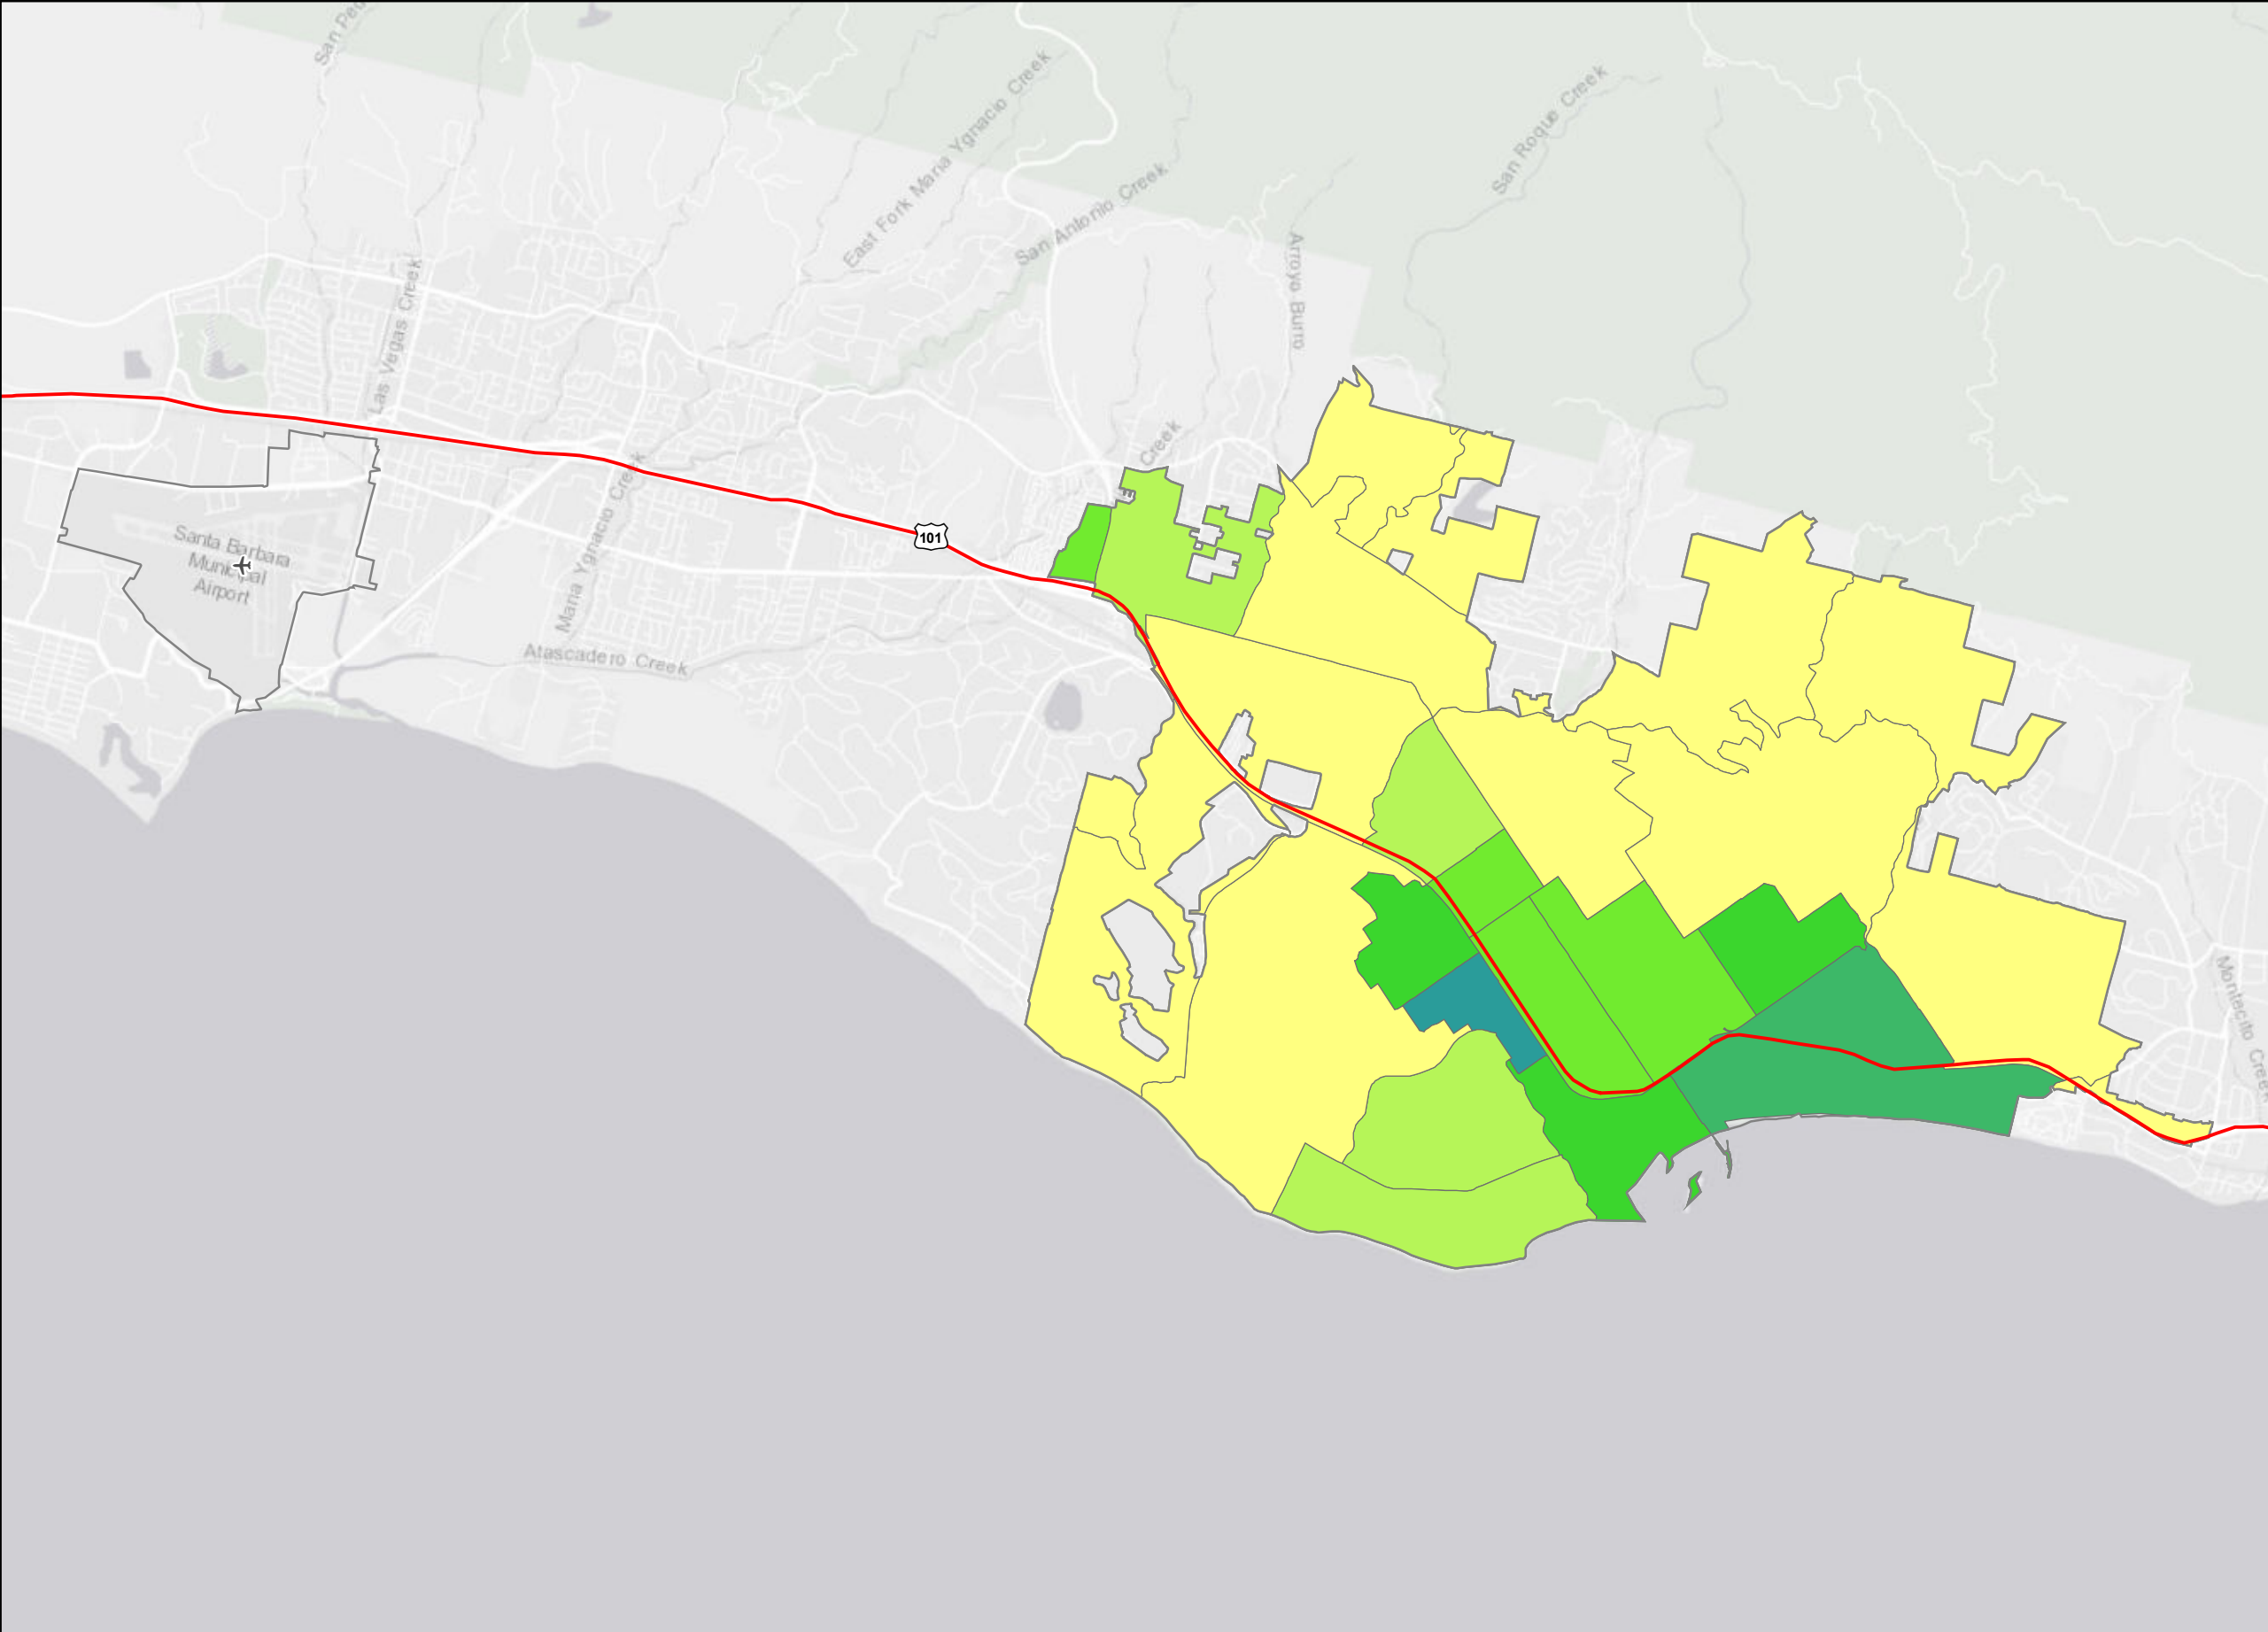 San Ped
East Fork Maria Ygnacio Creek
San Antonio Creek
San Roque Creek
Arroyo Burro
Las Vegas Creek
Creek
Maria Ygnacio Creek
101
Santa Barbara
Municipal
Airport
Atascadero Creek
Montecito Creek